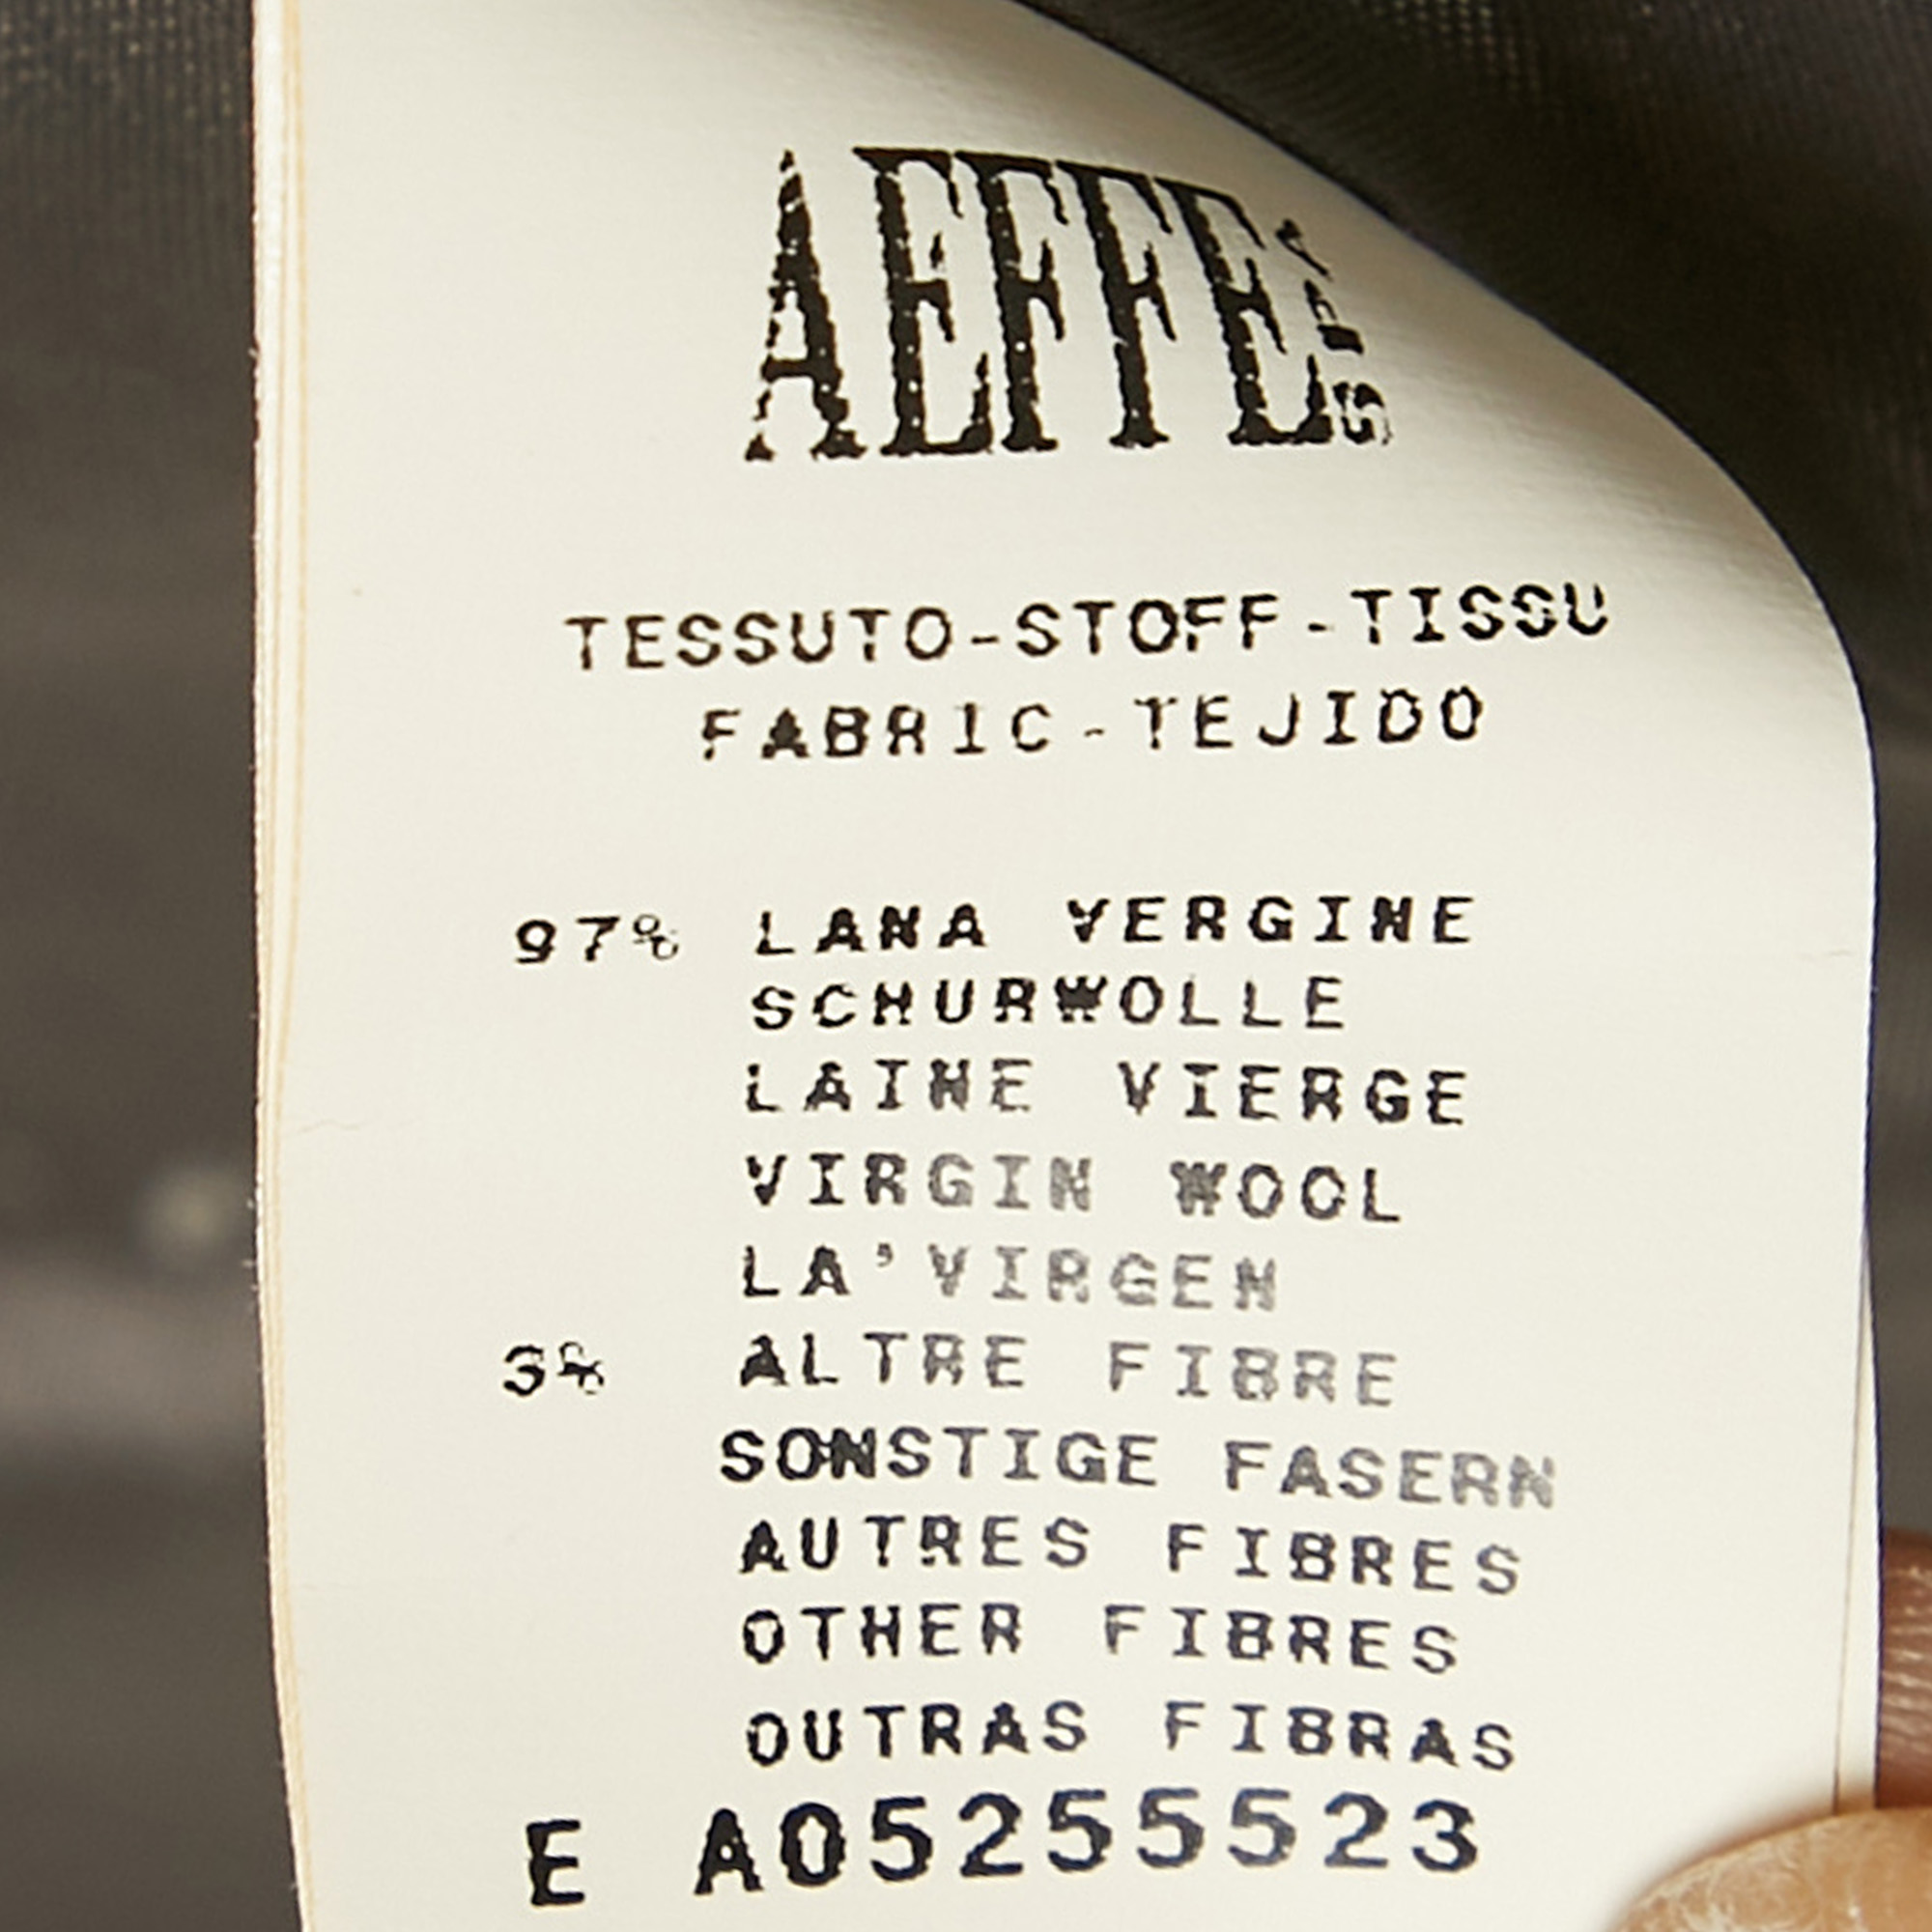 AEFFE SPA
TESSUTO-STOFF-TISSU
FABRIC-TEJIDO
97% LANA VERGINE
SCHURWOLLE
LAINE VIERGE
VIRGIN WOOL
LA'VIRGEN
3% ALTRE FIBRE
SONSTIGE FASERN
AUTRES FIBRES
OTHER FIBRES
OUTRAS FIBRAS
E A05255523